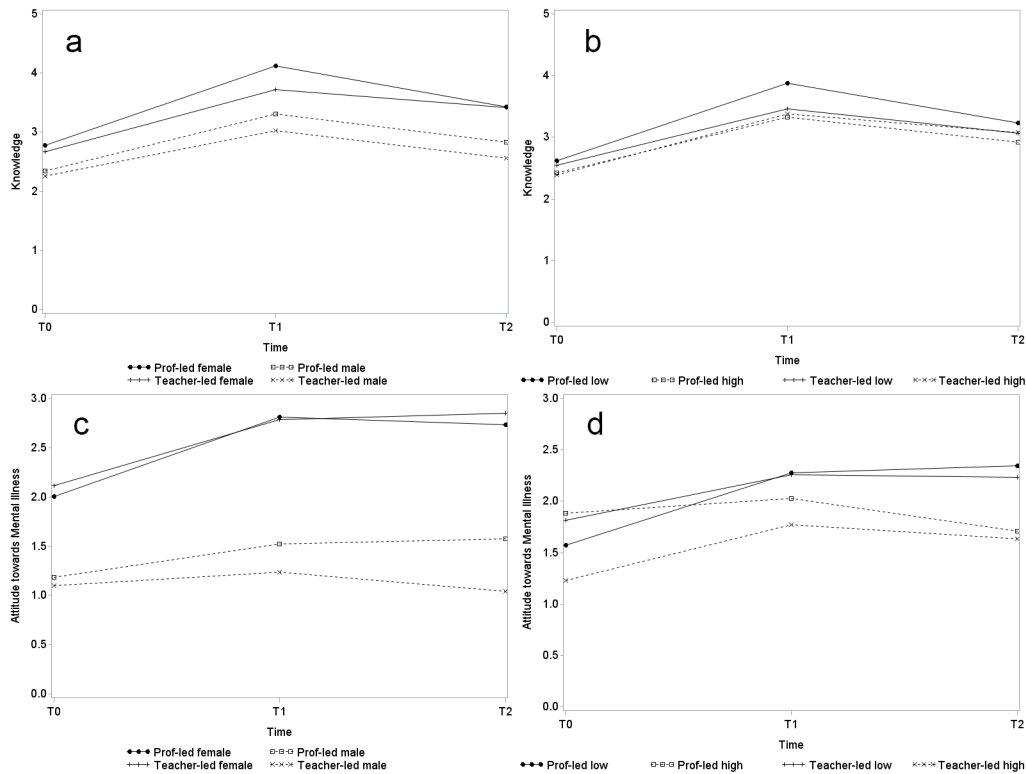 a
5
4
3
2
1
0
Knowledge
T0 T1 T2
Time
Prof-led female Prof-led male
Teacher-led female Teacher-led male
b
5
4
3
2
1
0
Knowledge
T0 T1 T2
Time
Prof-led low Prof-led high Teacher-led low Teacher-led high
c
3.0
2.5
2.0
1.5
1.0
0.5
0.0
Attitude towards Mental Illness
T0 T1 T2
Time
Prof-led female Prof-led male
Teacher-led female Teacher-led male
d
3.0
2.5
2.0
1.5
1.0
0.5
0.0
Attitude towards Mental Illness
T0 T1 T2
Time
Prof-led low Prof-led high Teacher-led low Teacher-led high